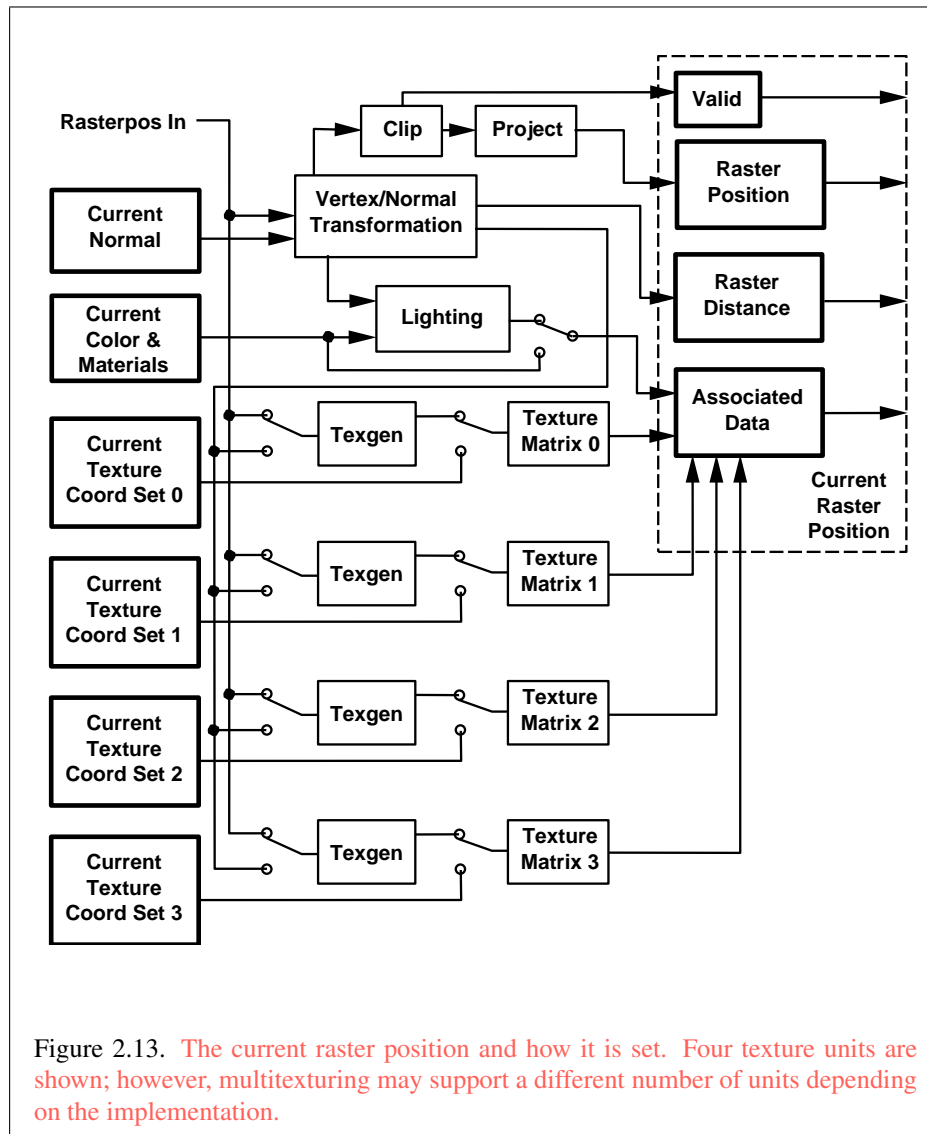 Rasterpos In
Clip
Project
Valid
Raster
Position
Current
Normal
Vertex/Normal
Transformation
Raster
Distance
Current
Color &
Materials
Lighting
Associated
Data
Current
Texture
Coord Set 0
Texgen
Texture
Matrix 0
Current
Raster
Position
Current
Texture
Coord Set 1
Texgen
Texture
Matrix 1
Current
Texture
Coord Set 2
Texgen
Texture
Matrix 2
Current
Texture
Coord Set 3
Texgen
Texture
Matrix 3
Figure 2.13. The current raster position and how it is set. Four texture units are
shown; however, multitexturing may support a different number of units depending
on the implementation.